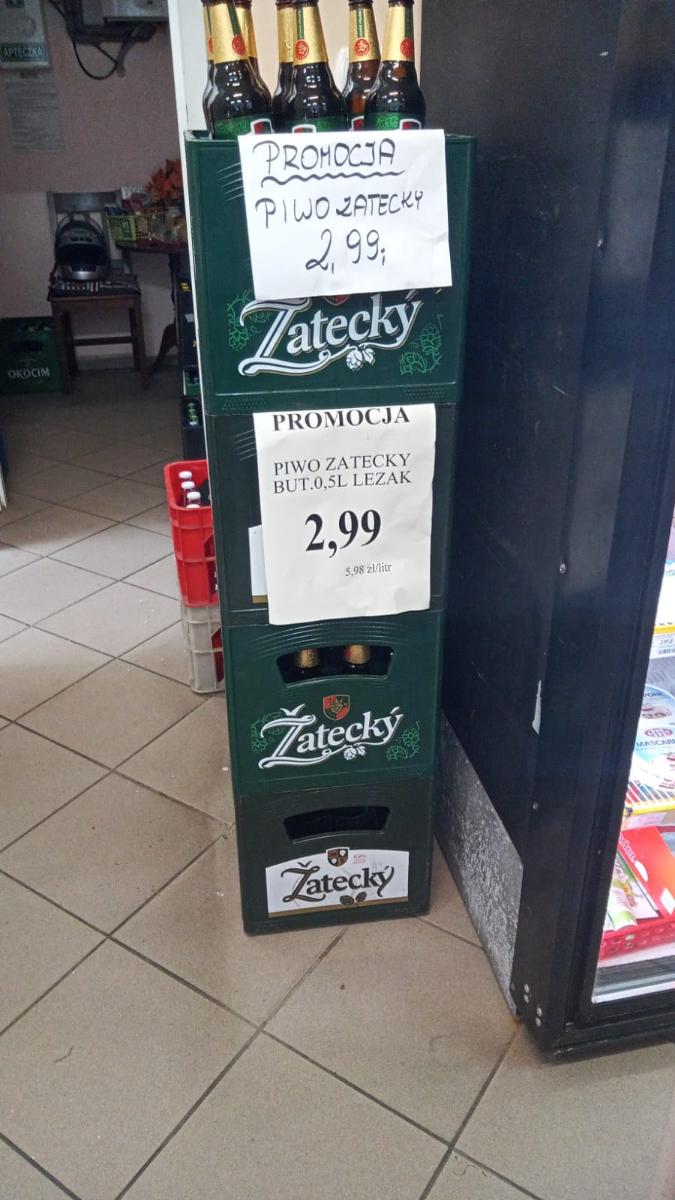 APTECZKA
PROMOCJA
PIWO ZATECKY
2,99;
Žatecký
OKOCIM
PROMOCJA
PIWO ZATECKY
BUT.0,5L LEZAK
2,99
5,98 zł/litr
Žatecký
Žatecký
MASCAR